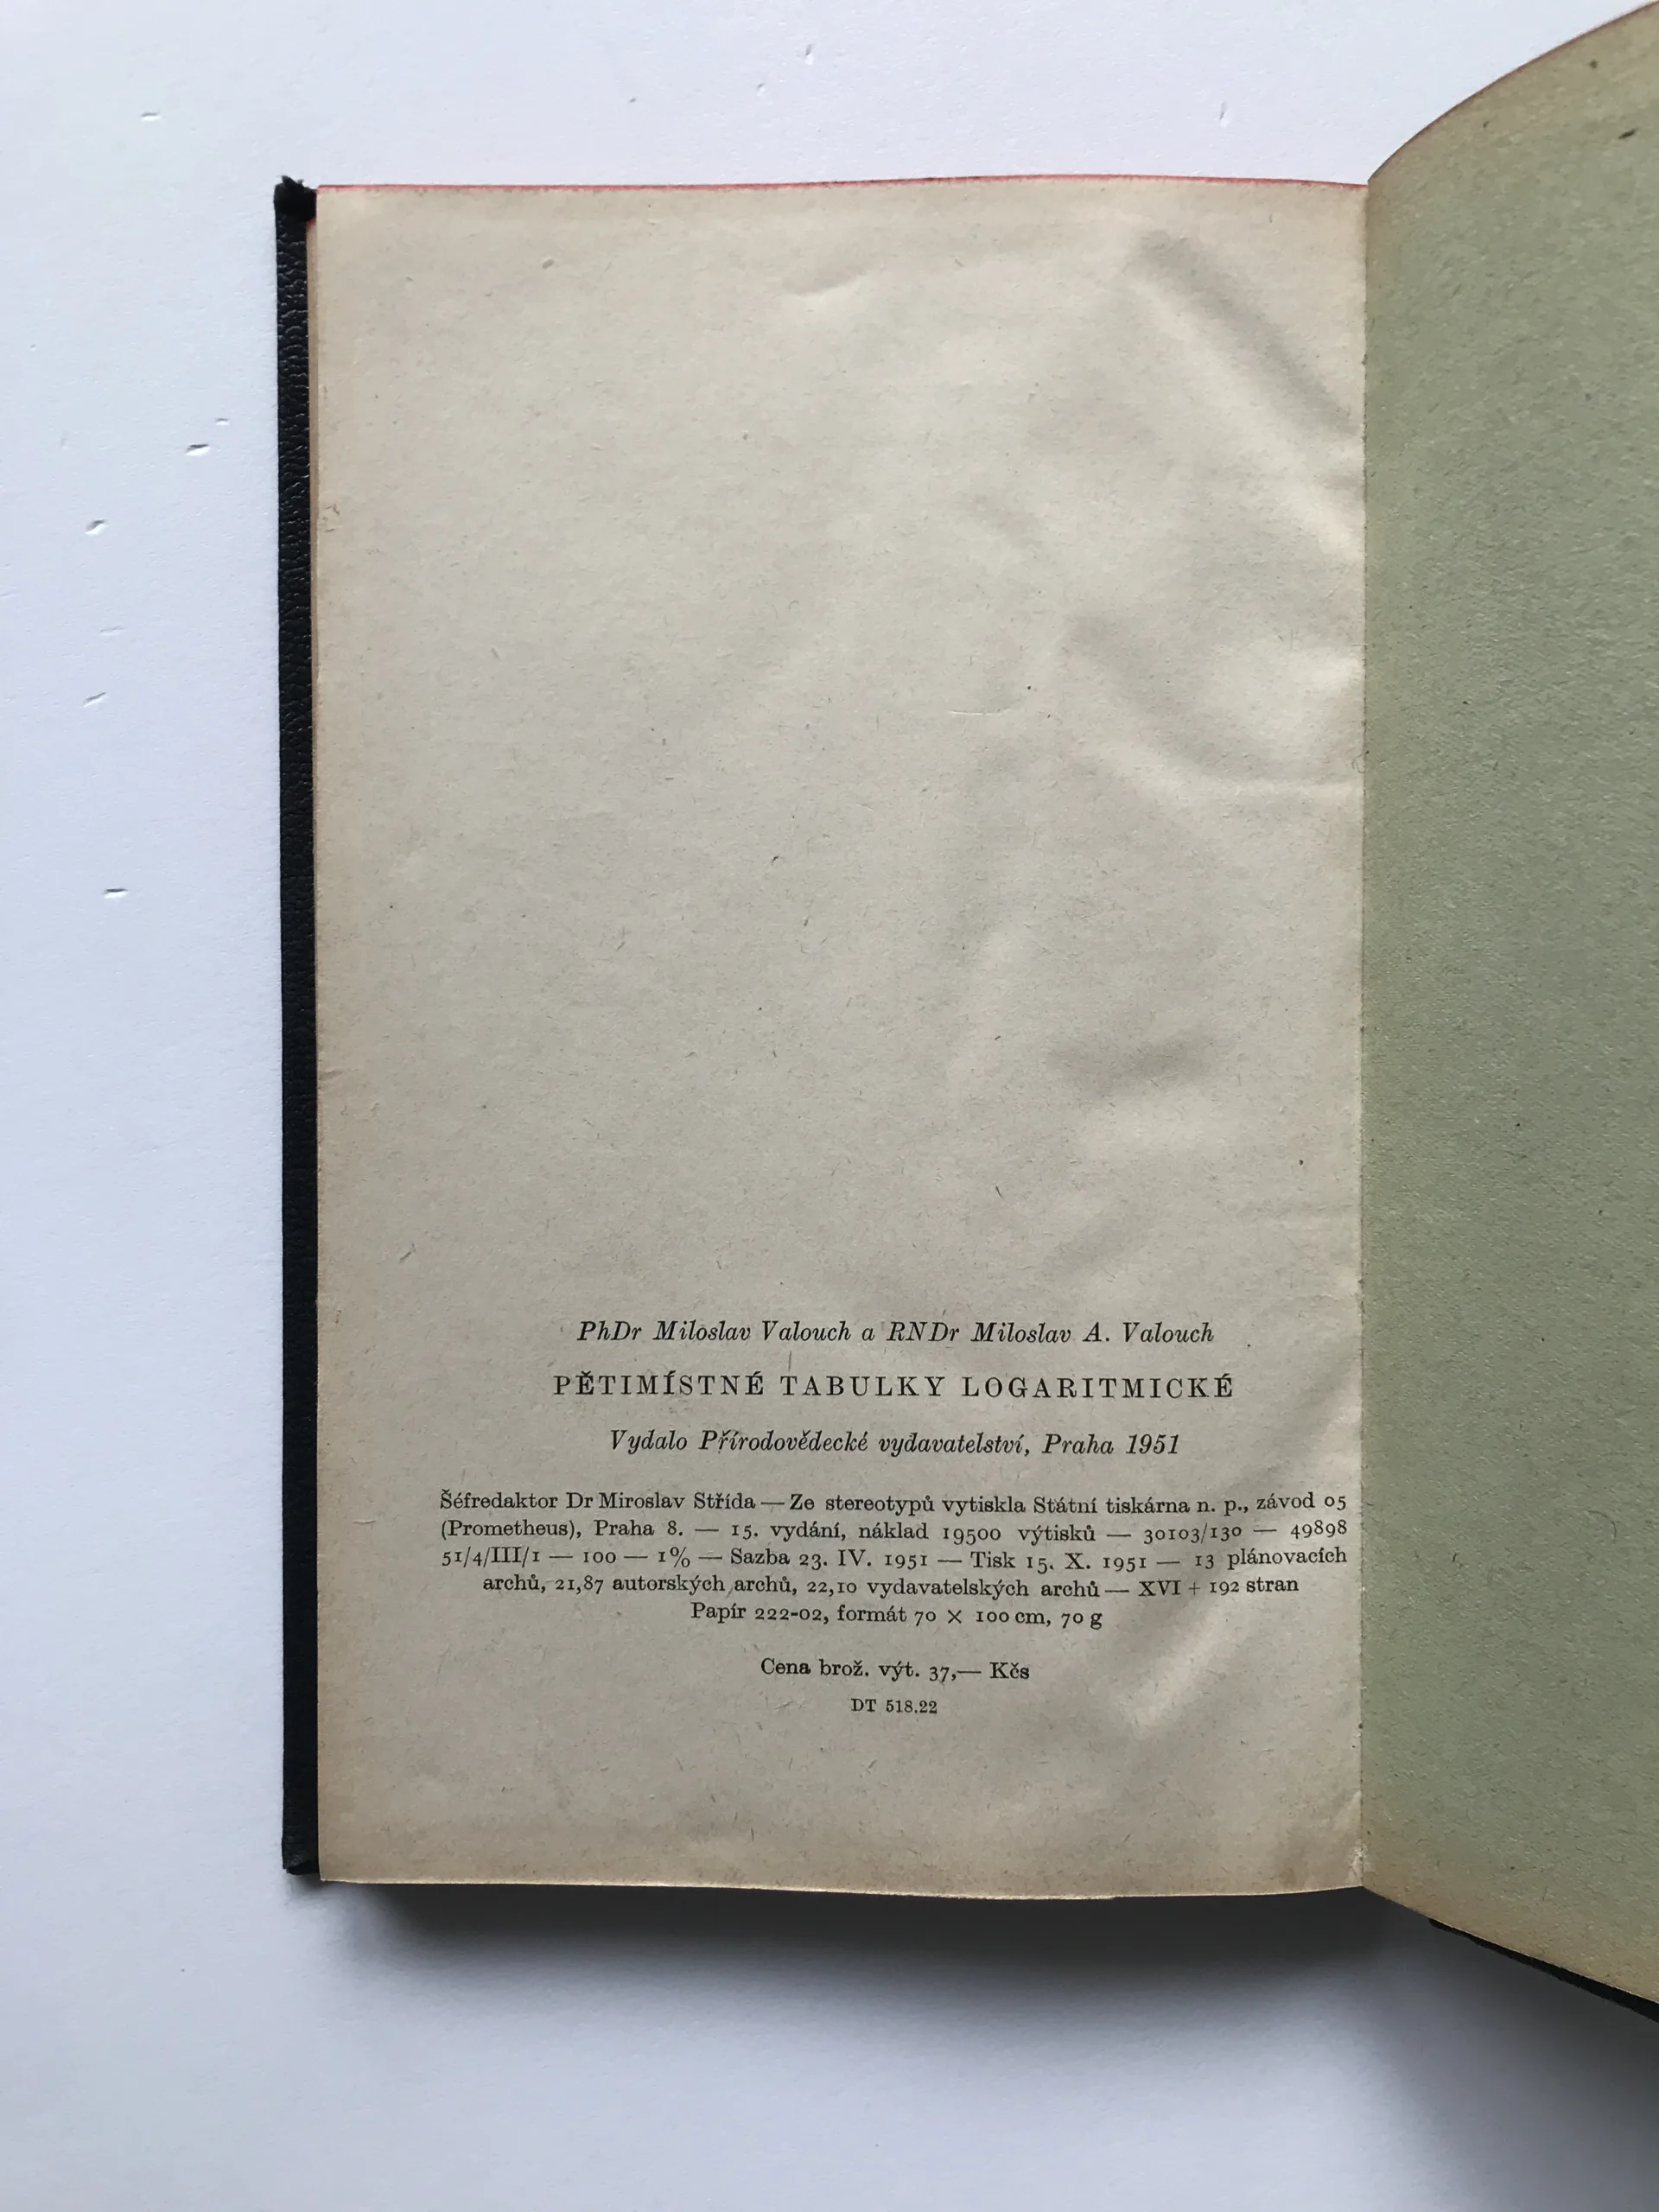 PhDr Miloslav Valouch a RNDr Miloslav A. Valouch
PĚTIMÍSTNÉ TABULKY LOGARITMICKÉ
Vydalo Přírodovědecké vydavatelství, Praha 1951
Šéfredaktor Dr Miroslav Střída — Ze stereotypů vytiskla Státní tiskárna n. p., závod 05
(Prometheus), Praha 8. — 15. vydání, náklad 19500 výtisků — 30103/130 — 49898
51/4/III/1 — 100 — 1% — Sazba 23. IV. 1951 — Tisk 15. X. 1951 — 13 plánovacích
archů, 21,87 autorských archů, 22,10 vydavatelských archů — XVI + 192 stran
Papír 222-02, formát 70 × 100 cm, 70 g
Cena brož. výt. 37,— Kčs
DT 518.22